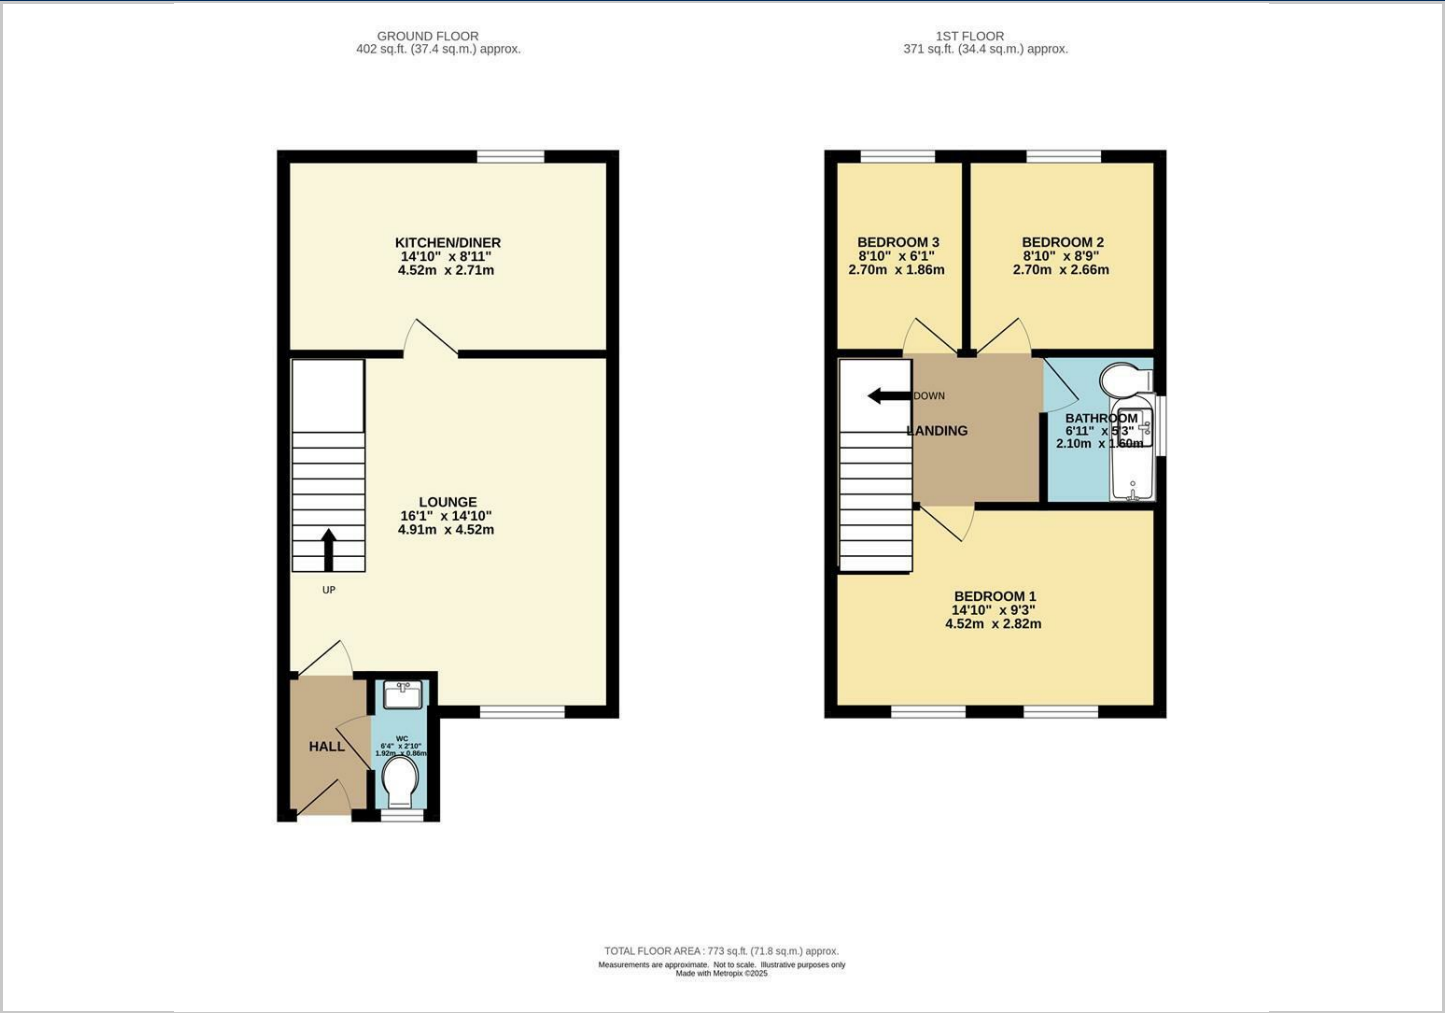 GROUND FLOOR
402 sq.ft. (37.4 sq.m.) approx.
1ST FLOOR
371 sq.ft. (34.4 sq.m.) approx.
KITCHEN/DINER
14'10" x 8'11"
4.52m x 2.71m
LOUNGE
16'1" x 14'10"
4.91m x 4.52m
UP
HALL
WC
6'4" x 2'10"
1.92m x 0.86m
BEDROOM 3
8'10" x 6'1"
2.70m x 1.86m
BEDROOM 2
8'10" x 8'9"
2.70m x 2.66m
DOWN
LANDING
BATHROOM
6'11" x 5'3"
2.10m x 1.60m
BEDROOM 1
14'10" x 9'3"
4.52m x 2.82m
TOTAL FLOOR AREA : 773 sq.ft. (71.8 sq.m.) approx.
Measurements are approximate. Not to scale. Illustrative purposes only
Made with Metropix ©2025